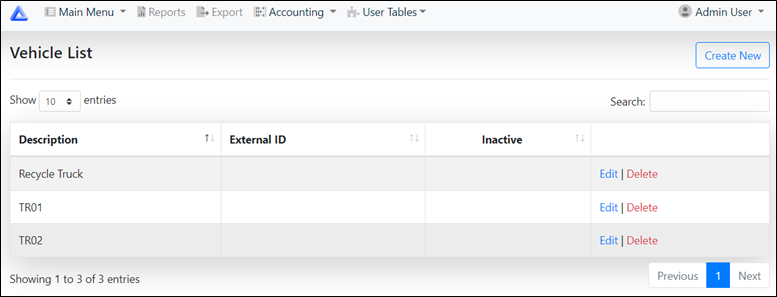 Main Menu Reports Export Accounting User Tables Admin User
Vehicle List Create New
Show 10 entries Search:
Description External ID Inactive
Recycle Truck Edit | Delete
TR01 Edit | Delete
TR02 Edit | Delete
Showing 1 to 3 of 3 entries Previous 1 Next